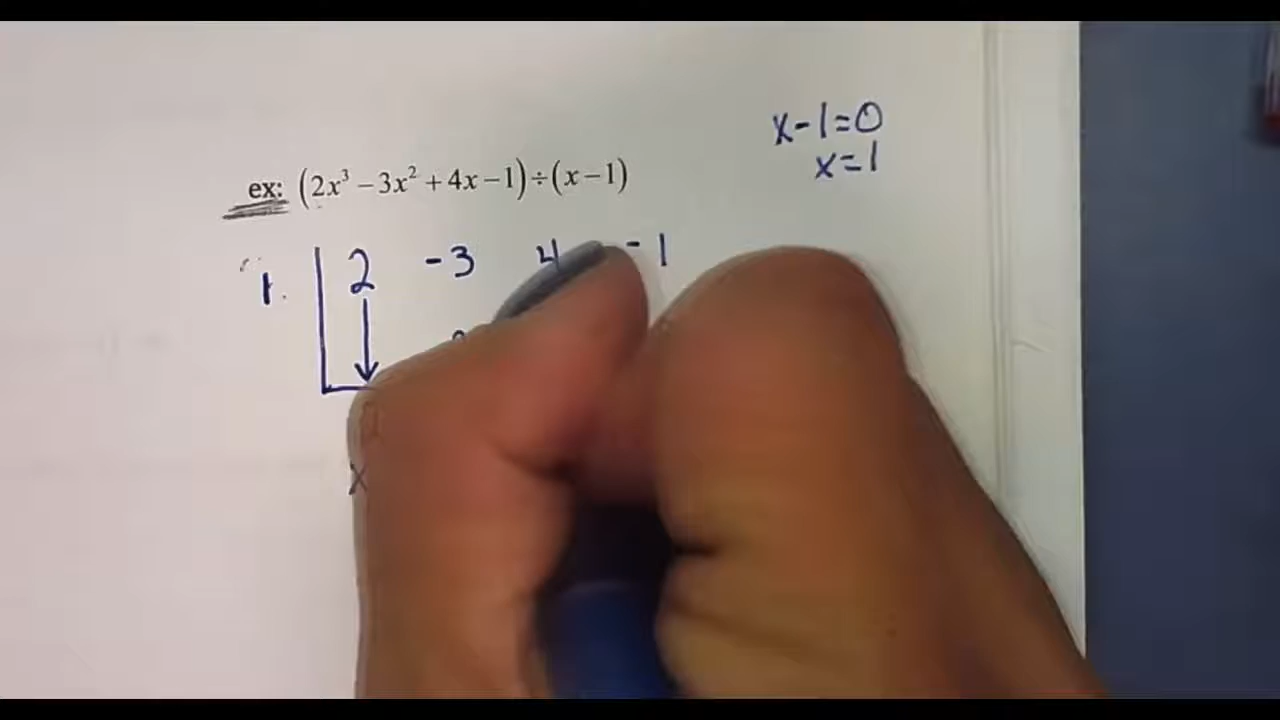 x-1=0
x=1
ex: (2x³ – 3x² + 4x – 1) ÷ (x – 1)
1. 2 -3 4 -1
x